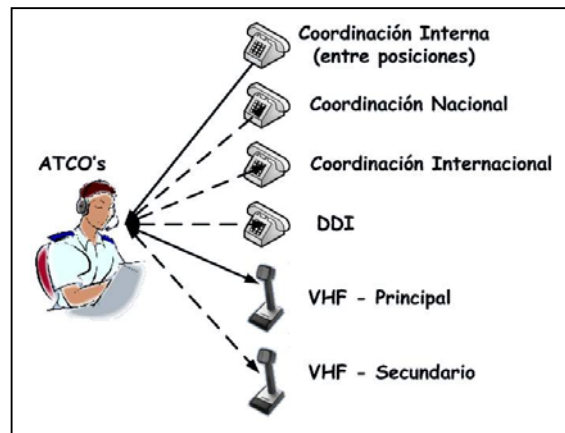 Coordinación Interna
(entre posiciones)
Coordinación Nacional
ATCO's
Coordinación Internacional
DDI
VHF - Principal
VHF - Secundario